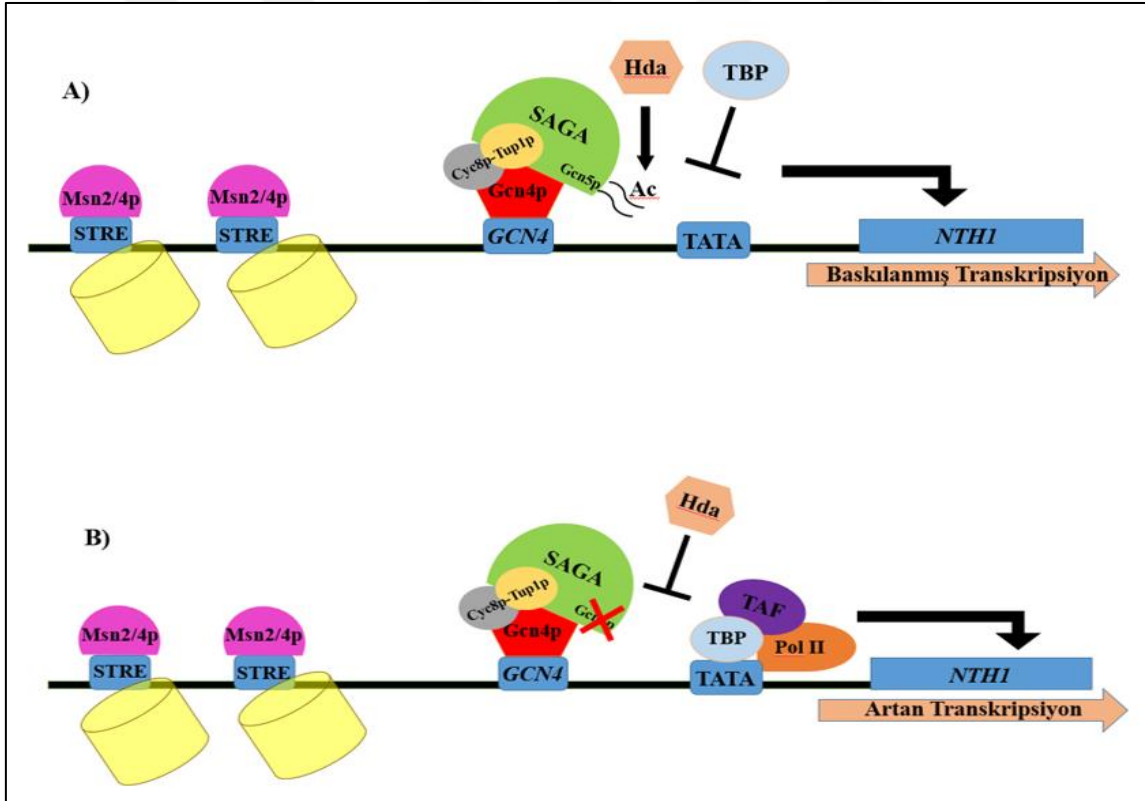 A)
Hda
TBP
SAGA
Cyc8p-Tup1p
Gcn5p
Ac
Msn2/4p
Msn2/4p
Gcn4p
STRE
STRE
GCN4
TATA
NTH1
Baskılanmış Transkripsiyon
B)
Hda
SAGA
Cyc8p-Tup1p
TAF
Msn2/4p
Msn2/4p
Gcn4p
TBP
Pol II
STRE
STRE
GCN4
TATA
NTH1
Artan Transkripsiyon